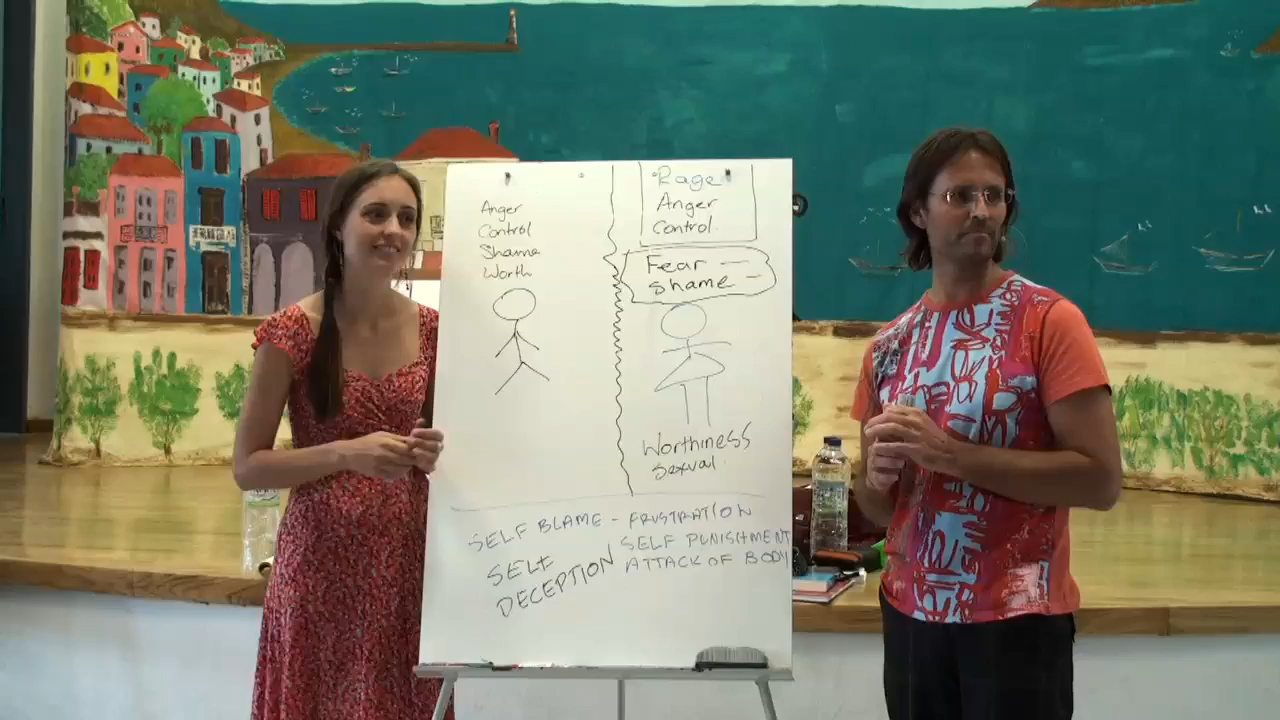 Anger
Control
Shame
Worth
Rage
Anger
Control
Fear —
Shame –
Worthiness
Sexual
SELF BLAME - FRUSTRATION
SELF PUNISHMENT
ATTACK OF BODY
SELF
DECEPTION